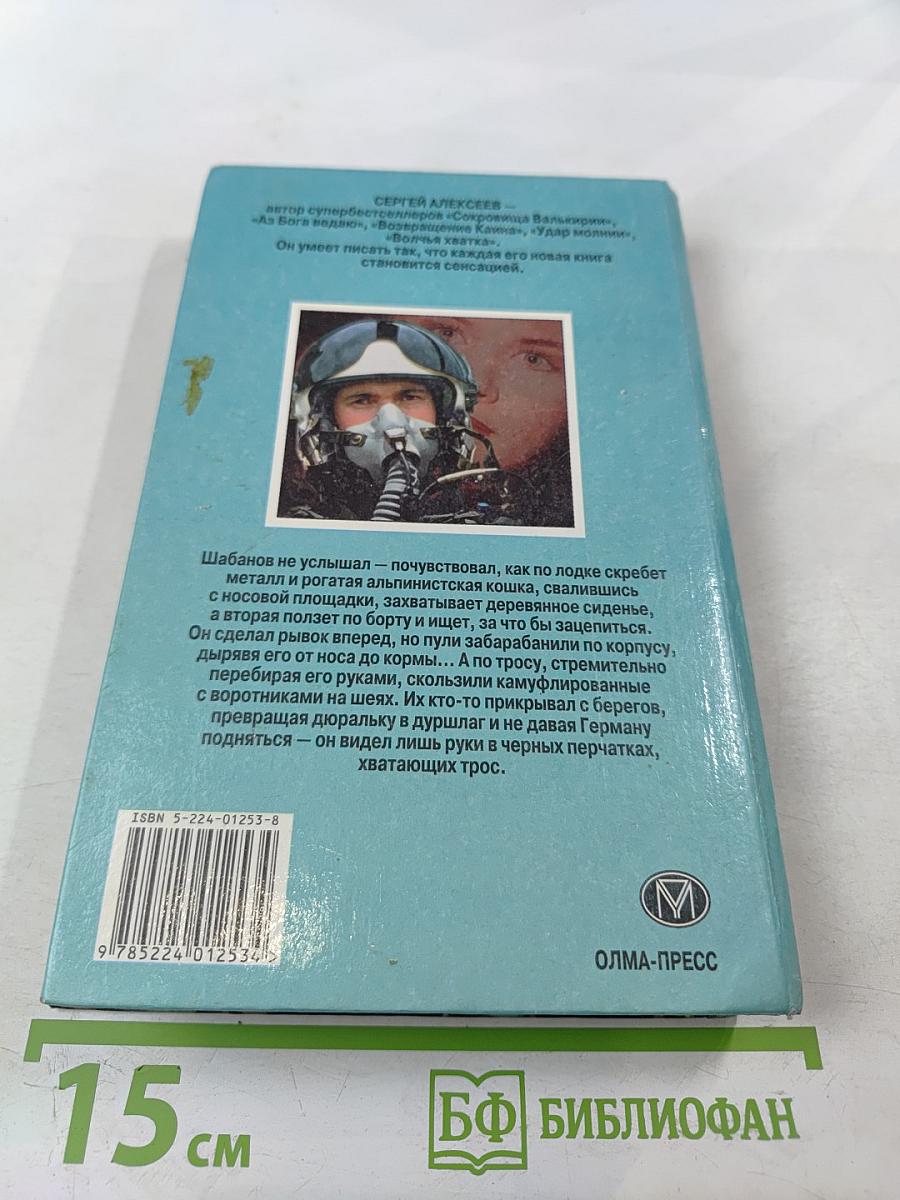 СЕРГЕЙ АЛЕКСЕЕВ —
автор супербестселлеров «Сокровища Валькирии»,
«Аз Бога ведаю», «Возвращение Каина», «Удар молнии»,
«Волчья хватка».
Он умеет писать так, что каждая его новая книга
становится сенсацией.
Шабанов не услышал — почувствовал, как по лодке скребет
металл и рогатая альпинистская кошка, свалившись
с носовой площадки, захватывает деревянное сиденье,
а вторая ползет по борту и ищет, за что бы зацепиться.
Он сделал рывок вперед, но пули забарабанили по корпусу,
дырявя его от носа до кормы... А по тросу, стремительно
перебирая его руками, скользили камуфлированные
с воротниками на шеях. Их кто-то прикрывал с берегов,
превращая дюральку в дуршлаг и не давая Герману
подняться — он видел лишь руки в черных перчатках,
хватающих трос.
ISBN 5-224-01253-8
9 785224 012534 >
ОЛМА-ПРЕСС
15 см
БФ БИБЛИОФАН